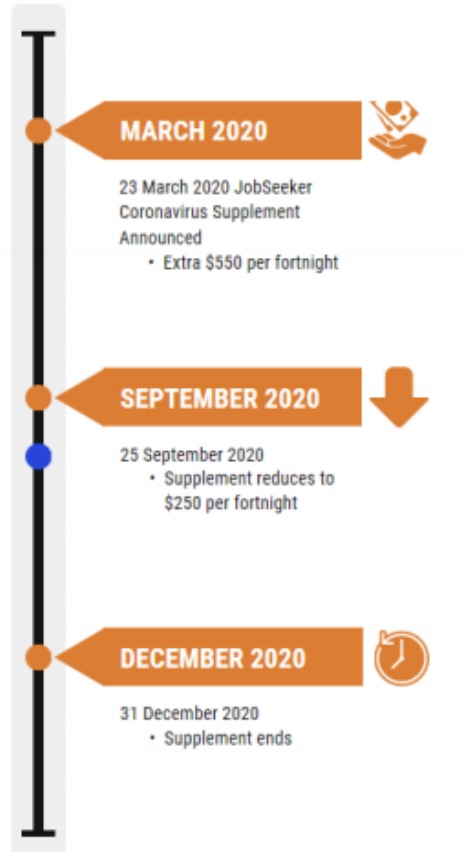 MARCH 2020
23 March 2020 JobSeeker
Coronavirus Supplement
Announced
• Extra $550 per fortnight
SEPTEMBER 2020
25 September 2020
• Supplement reduces to
$250 per fortnight
DECEMBER 2020
31 December 2020
• Supplement ends